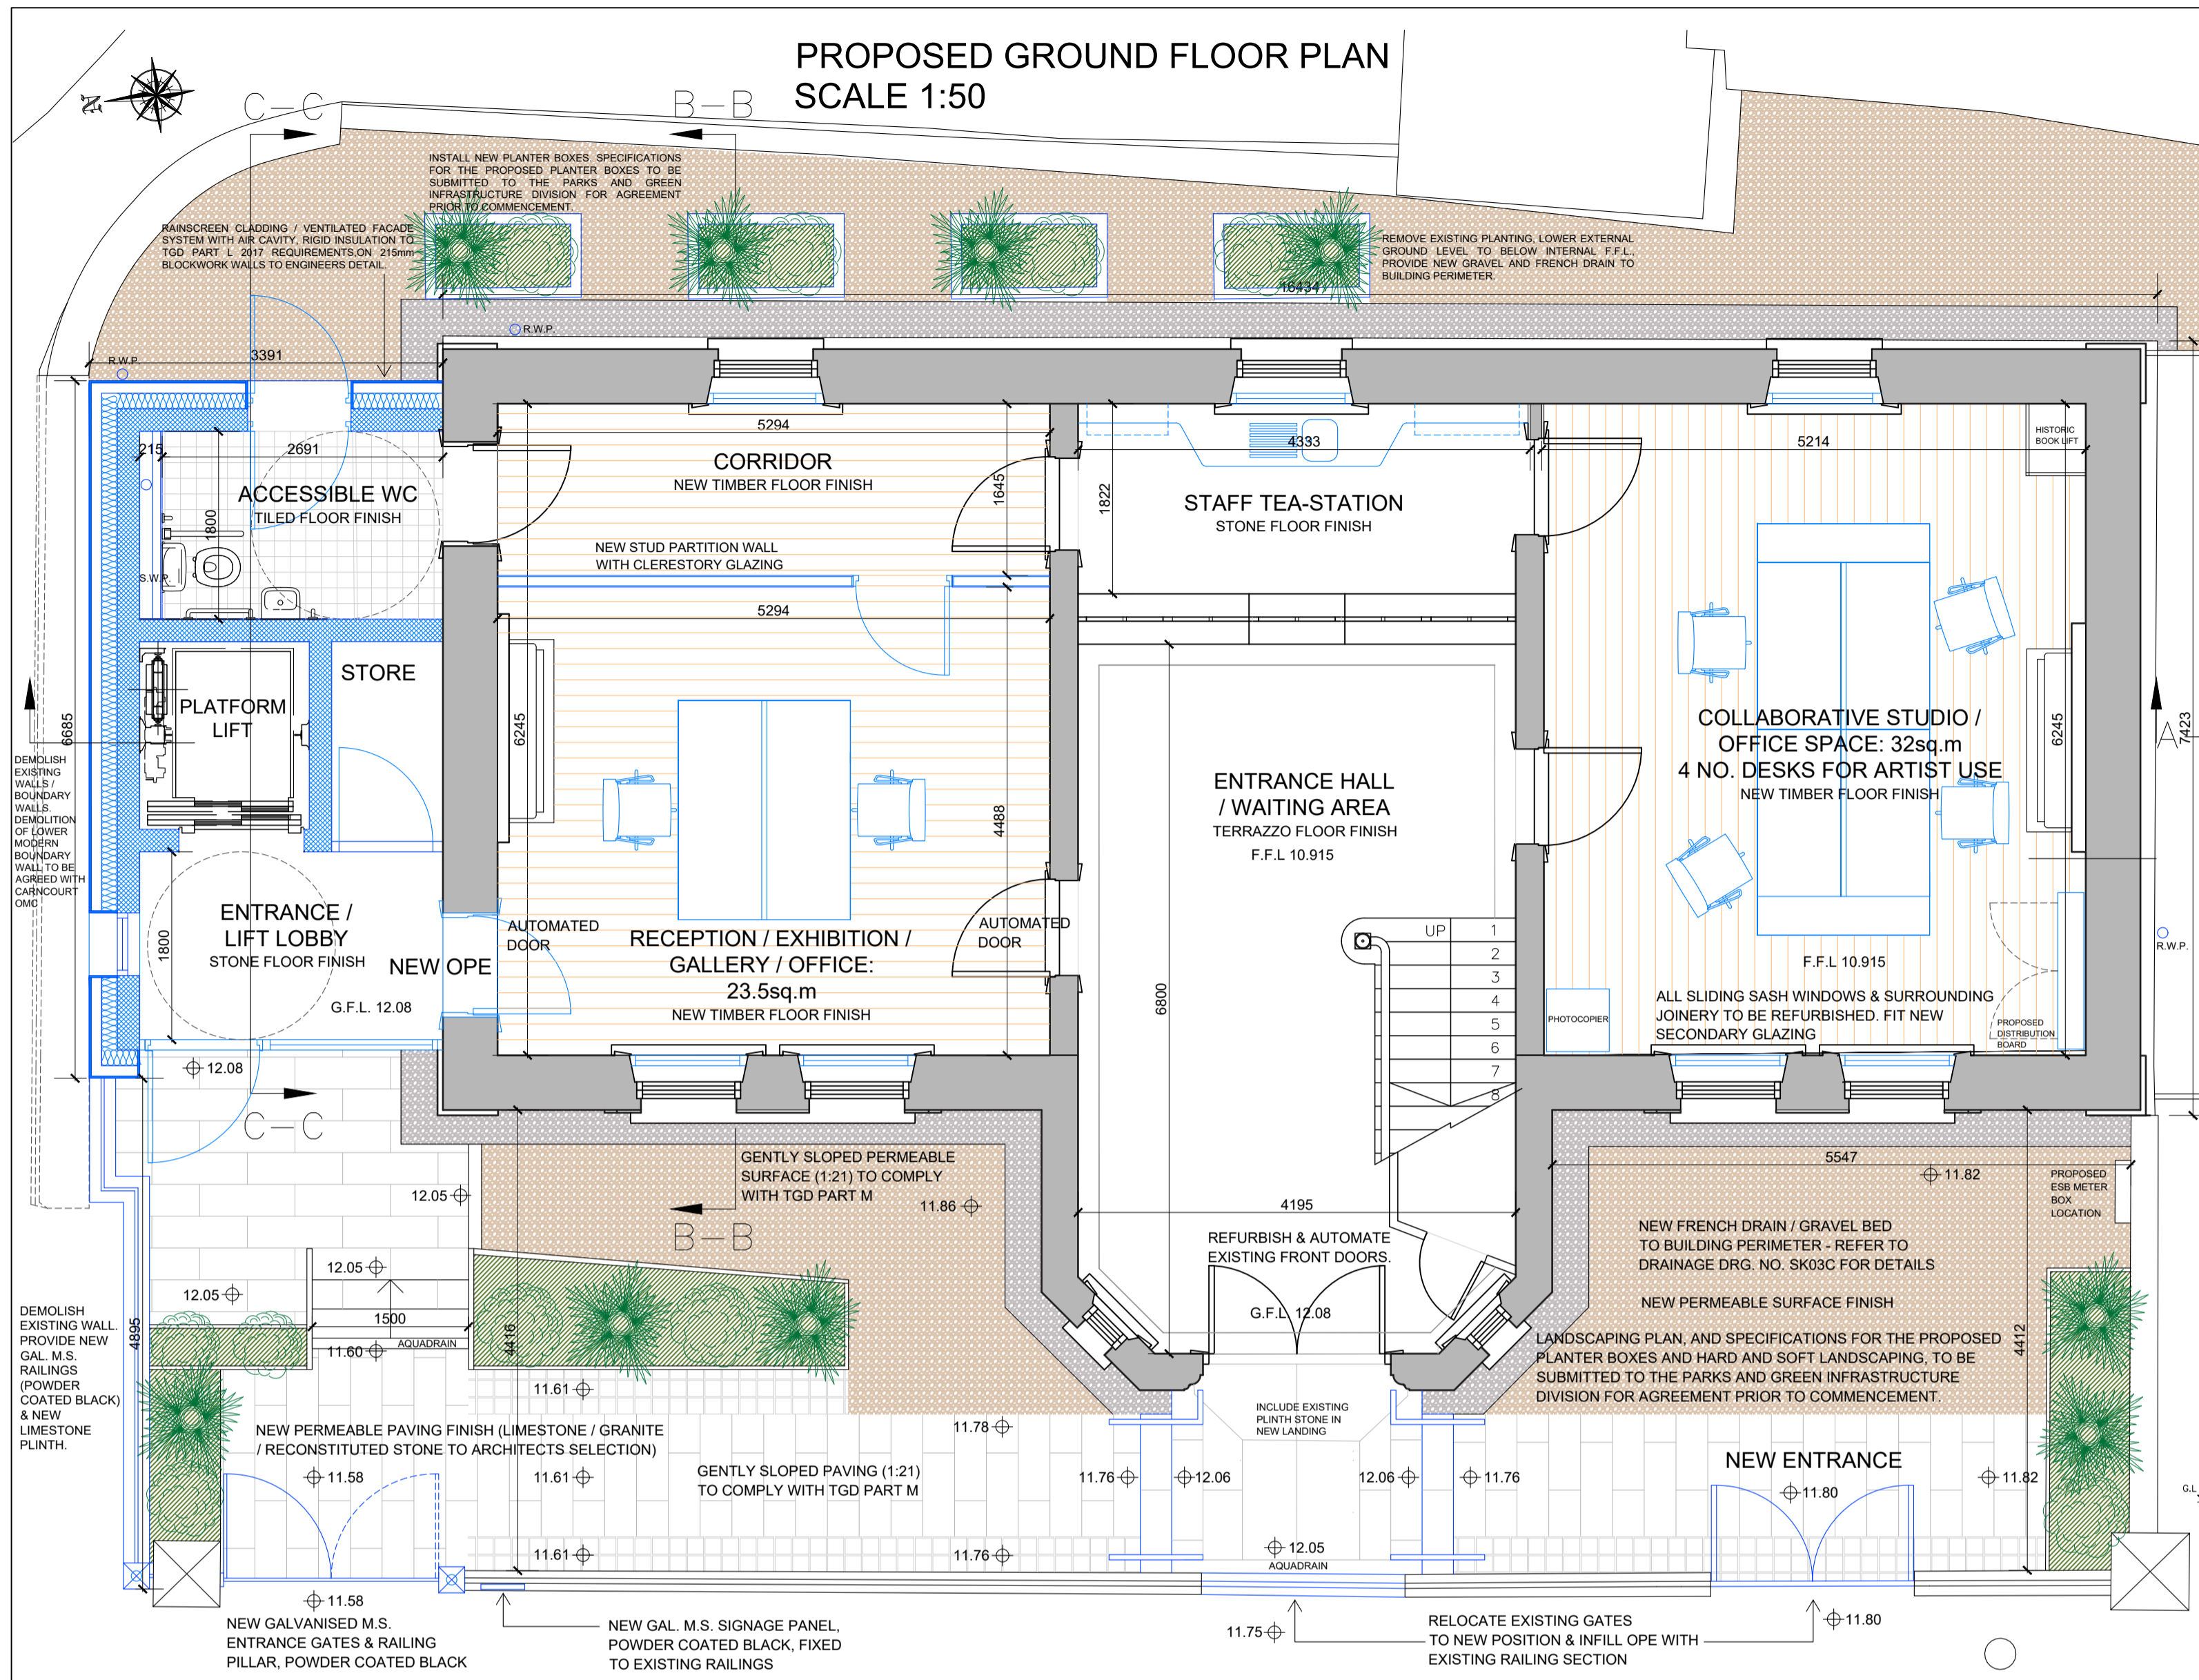 PROPOSED GROUND FLOOR PLAN
SCALE 1:50
N
C-C
B-B
INSTALL NEW PLANTER BOXES. SPECIFICATIONS
FOR THE PROPOSED PLANTER BOXES TO BE
SUBMITTED TO THE PARKS AND GREEN
INFRASTRUCTURE DIVISION FOR AGREEMENT
PRIOR TO COMMENCEMENT.
RAINSCREEN CLADDING / VENTILATED FACADE
SYSTEM WITH AIR CAVITY, RIGID INSULATION TO
TGD PART L 2017 REQUIREMENTS,ON 215mm
BLOCKWORK WALLS TO ENGINEERS DETAIL.
REMOVE EXISTING PLANTING, LOWER EXTERNAL
GROUND LEVEL TO BELOW INTERNAL F.F.L.,
PROVIDE NEW GRAVEL AND FRENCH DRAIN TO
BUILDING PERIMETER.
16434
R.W.P.
R.W.P.
3391
215
2691
ACCESSIBLE WC
TILED FLOOR FINISH
1800
S.W.P.
5294
CORRIDOR
NEW TIMBER FLOOR FINISH
1645
NEW STUD PARTITION WALL
WITH CLERESTORY GLAZING
5294
4333
1822
STAFF TEA-STATION
STONE FLOOR FINISH
5214
HISTORIC
BOOK LIFT
STORE
PLATFORM
LIFT
6685
DEMOLISH
EXISTING
WALLS /
BOUNDARY
WALLS.
DEMOLITION
OF LOWER
MODERN
BOUNDARY
WALL TO BE
AGREED WITH
CARNCOURT
OMC
6245
4488
ENTRANCE HALL
/ WAITING AREA
TERRAZZO FLOOR FINISH
F.F.L 10.915
COLLABORATIVE STUDIO /
OFFICE SPACE: 32sq.m
4 NO. DESKS FOR ARTIST USE
NEW TIMBER FLOOR FINISH
6245
A
7423
ENTRANCE /
LIFT LOBBY
STONE FLOOR FINISH
1800
NEW OPE
G.F.L. 12.08
AUTOMATED
DOOR
RECEPTION / EXHIBITION /
GALLERY / OFFICE:
23.5sq.m
NEW TIMBER FLOOR FINISH
AUTOMATED
DOOR
6800
UP
1
2
3
4
5
6
7
8
F.F.L 10.915
R.W.P.
PHOTOCOPIER
ALL SLIDING SASH WINDOWS & SURROUNDING
JOINERY TO BE REFURBISHED. FIT NEW
SECONDARY GLAZING
PROPOSED
DISTRIBUTION
BOARD
12.08
C-C
GENTLY SLOPED PERMEABLE
SURFACE (1:21) TO COMPLY
WITH TGD PART M
12.05
11.86
B-B
4195
REFURBISH & AUTOMATE
EXISTING FRONT DOORS.
G.F.L. 12.08
5547
11.82
PROPOSED
ESB METER
BOX
LOCATION
NEW FRENCH DRAIN / GRAVEL BED
TO BUILDING PERIMETER - REFER TO
DRAINAGE DRG. NO. SK03C FOR DETAILS
NEW PERMEABLE SURFACE FINISH
LANDSCAPING PLAN, AND SPECIFICATIONS FOR THE PROPOSED
PLANTER BOXES AND HARD AND SOFT LANDSCAPING, TO BE
SUBMITTED TO THE PARKS AND GREEN INFRASTRUCTURE
DIVISION FOR AGREEMENT PRIOR TO COMMENCEMENT.
4412
12.05
12.05
1500
AQUADRAIN
11.60
4416
4895
DEMOLISH
EXISTING WALL.
PROVIDE NEW
GAL. M.S.
RAILINGS
(POWDER
COATED BLACK)
& NEW
LIMESTONE
PLINTH.
11.61
NEW PERMEABLE PAVING FINISH (LIMESTONE / GRANITE
/ RECONSTITUTED STONE TO ARCHITECTS SELECTION)
11.78
INCLUDE EXISTING
PLINTH STONE IN
NEW LANDING
11.58
11.61
GENTLY SLOPED PAVING (1:21)
TO COMPLY WITH TGD PART M
11.76
12.06
12.06
11.76
NEW ENTRANCE
11.82
11.80
G.L
11.61
11.76
12.05
AQUADRAIN
11.58
NEW GALVANISED M.S.
ENTRANCE GATES & RAILING
PILLAR, POWDER COATED BLACK
NEW GAL. M.S. SIGNAGE PANEL,
POWDER COATED BLACK, FIXED
TO EXISTING RAILINGS
11.75
RELOCATE EXISTING GATES
TO NEW POSITION & INFILL OPE WITH
EXISTING RAILING SECTION
11.80